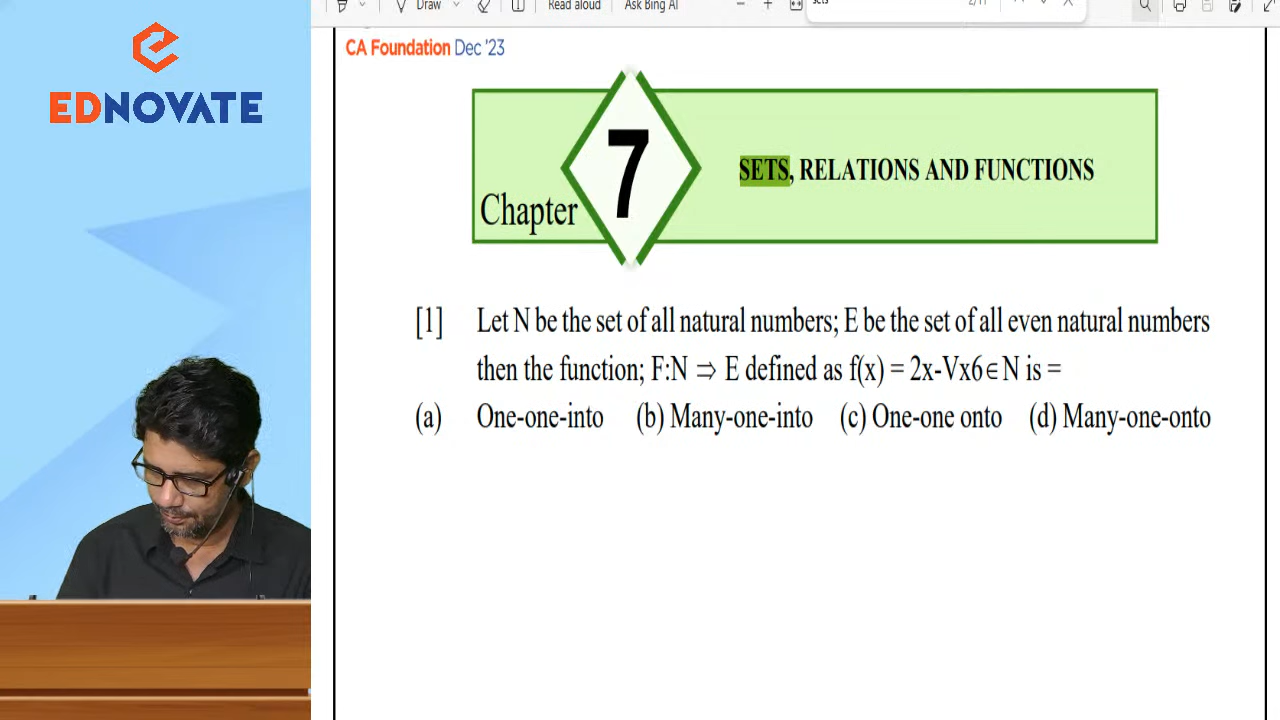 Draw
Read aloud
Ask Bing AI
EDNOVATE
CA Foundation Dec '23
Chapter 7
SETS, RELATIONS AND FUNCTIONS
[1] Let N be the set of all natural numbers; E be the set of all even natural numbers
then the function; F:N ⇒ E defined as f(x) = 2x-Vx6∈N is =
(a) One-one-into (b) Many-one-into (c) One-one onto (d) Many-one-onto